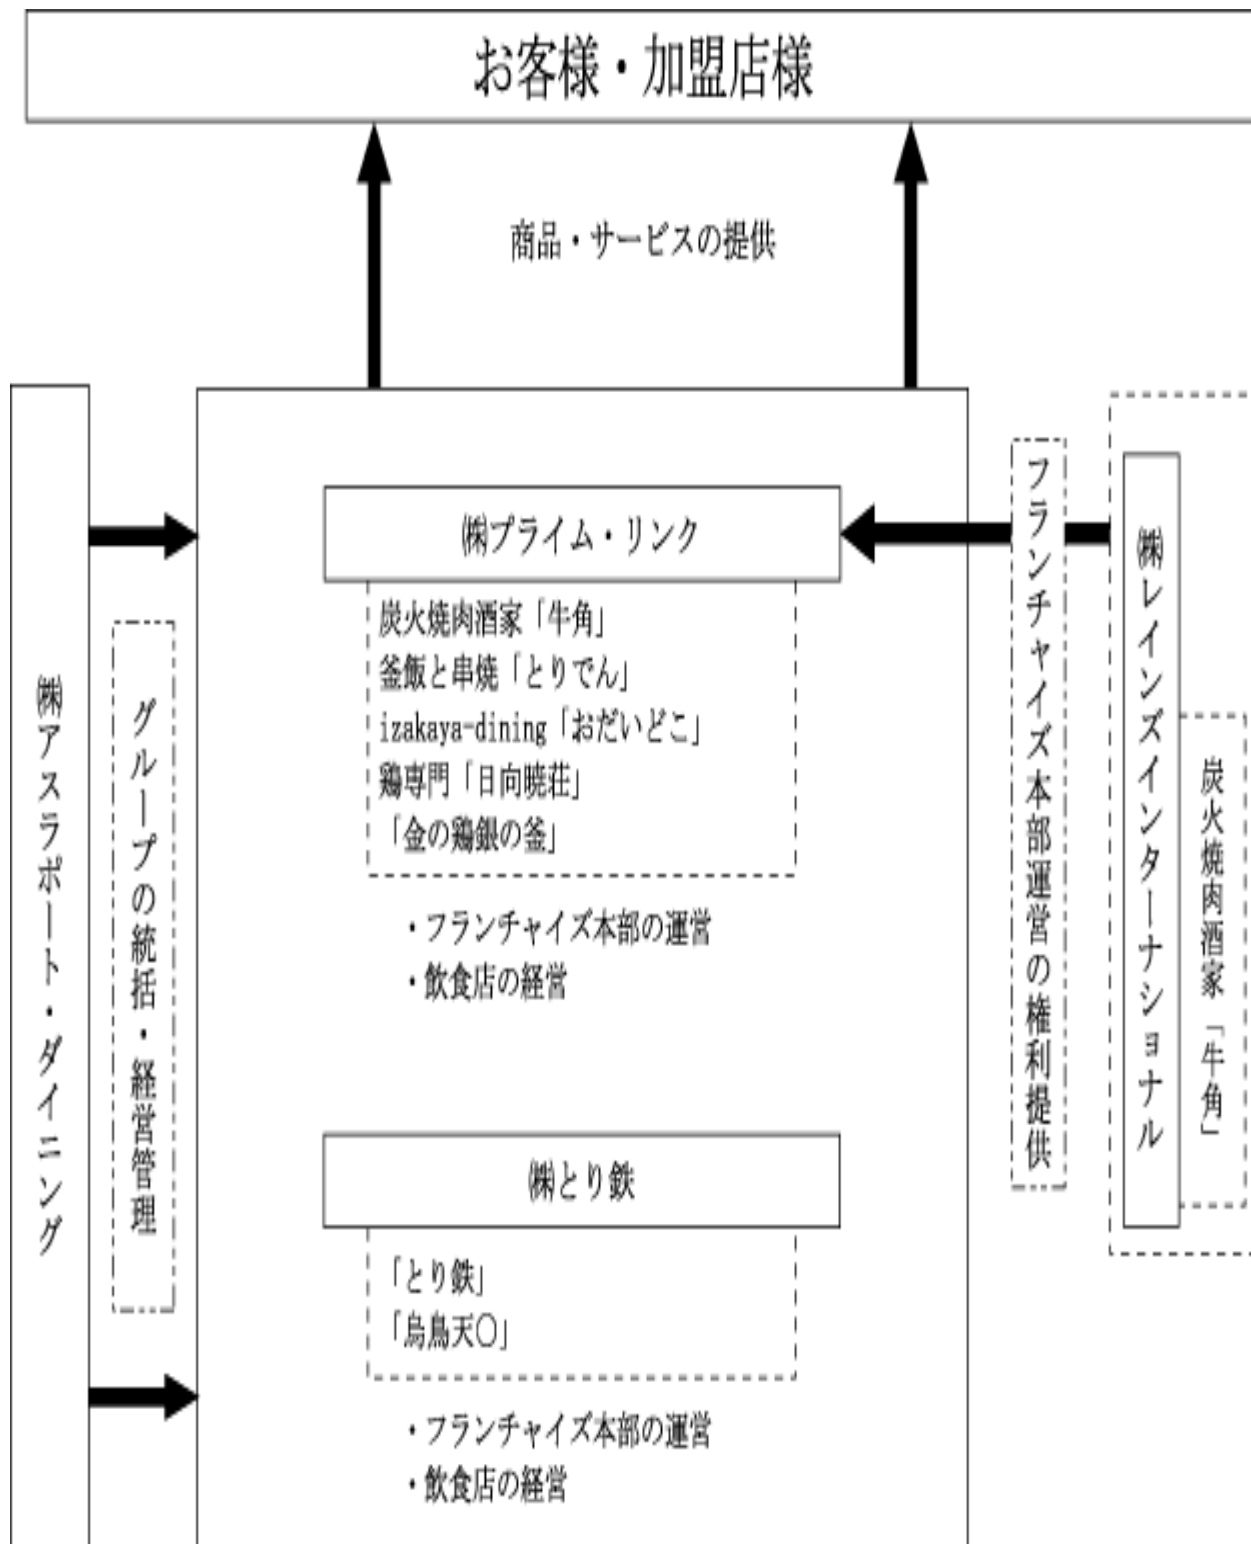 お客様・加盟店様
商品・サービスの提供
㈱アスラポート・ダイニング
グループの統括・経営管理
㈱プライム・リンク
炭火焼肉酒家「牛角」
釜飯と串焼「とりでん」
izakaya-dining「おだいどこ」
鶏専門「日向暁荘」
「金の鶏銀の釜」
・フランチャイズ本部の運営
・飲食店の経営
㈱とり鉄
「とり鉄」
「烏鳥天〇」
・フランチャイズ本部の運営
・飲食店の経営
フランチャイズ本部運営の権利提供
㈱レインズインターナショナル
炭火焼肉酒家「牛角」